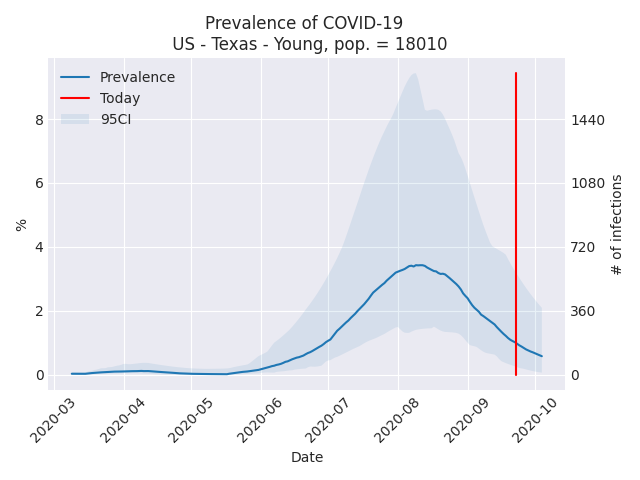 Prevalence of COVID-19
US - Texas - Young, pop. = 18010
Prevalence
Today
95CI
8
6
4
2
0
%
1440
1080
720
360
0
# of infections
2020-03
2020-04
2020-05
2020-06
2020-07
2020-08
2020-09
2020-10
Date